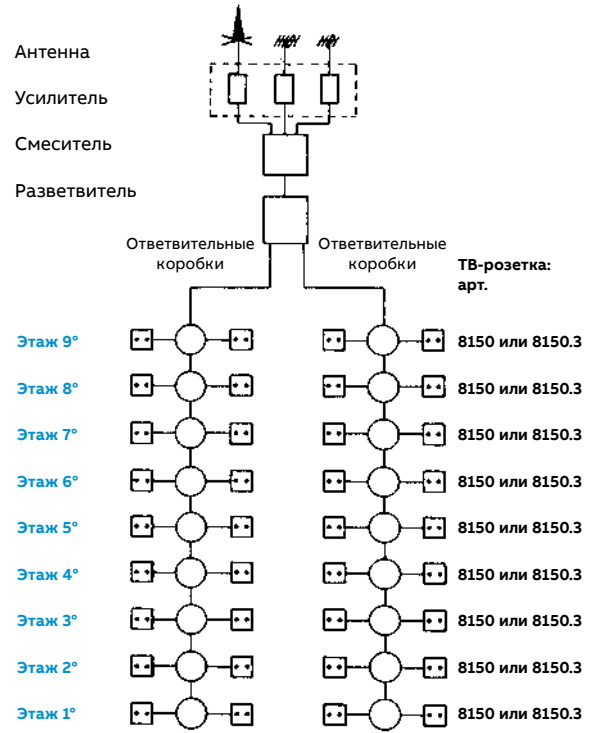 Антенна
Усилитель
Смеситель
Разветвитель
Ответвительные
коробки
Ответвительные
коробки
ТВ-розетка:
арт.
Этаж 9° 8150 или 8150.3
Этаж 8° 8150 или 8150.3
Этаж 7° 8150 или 8150.3
Этаж 6° 8150 или 8150.3
Этаж 5° 8150 или 8150.3
Этаж 4° 8150 или 8150.3
Этаж 3° 8150 или 8150.3
Этаж 2° 8150 или 8150.3
Этаж 1° 8150 или 8150.3